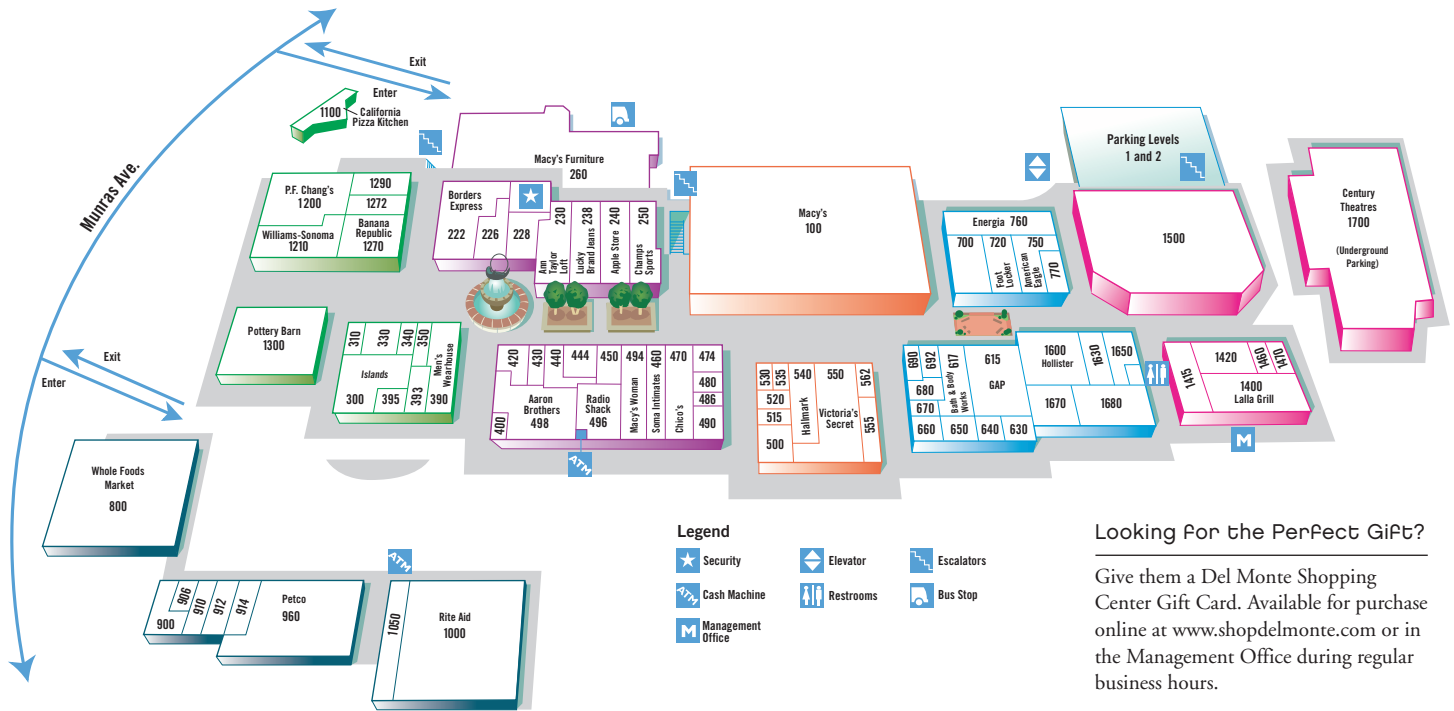 Munras Ave.
Exit
Enter
1100
California
Pizza Kitchen
P.F. Chang's
1200
1290
1272
Williams-Sonoma
1210
Banana
Republic
1270
Macy's Furniture
260
Borders
Express
222
226
228
230
Ann
Taylor
Loft
238
Lucky
Brand Jeans
240
Apple Store
250
Champs
Sports
Macy's
100
Parking Levels
1 and 2
Energia 760
700
720
Foot
Locker
750
American
Eagle
770
1500
Century
Theatres
1700
(Underground
Parking)
Pottery Barn
1300
310
330
340
350
Men's
Wearhouse
Islands
300
395
393
390
Exit
Enter
420
430
440
444
450
494
460
470
474
480
486
490
400
Aaron
Brothers
498
Radio
Shack
496
Macy's Woman
Soma Intimates
Chico's
ATM
530
535
540
550
562
520
515
500
Hallmark
Victoria's
Secret
555
690
692
617
615
680
670
Bath & Body
Works
GAP
660
650
640
630
1600
Hollister
1630
1650
1670
1680
1415
1420
1460
1470
1400
Lalla Grill
M
Whole Foods
Market
800
906
900
910
912
914
Petco
960
ATM
1050
Rite Aid
1000
Legend
Security
Elevator
Escalators
ATM
Cash Machine
Restrooms
Bus Stop
M
Management
Office
Looking for the Perfect Gift?
Give them a Del Monte Shopping
Center Gift Card. Available for purchase
online at www.shopdelmonte.com or in
the Management Office during regular
business hours.